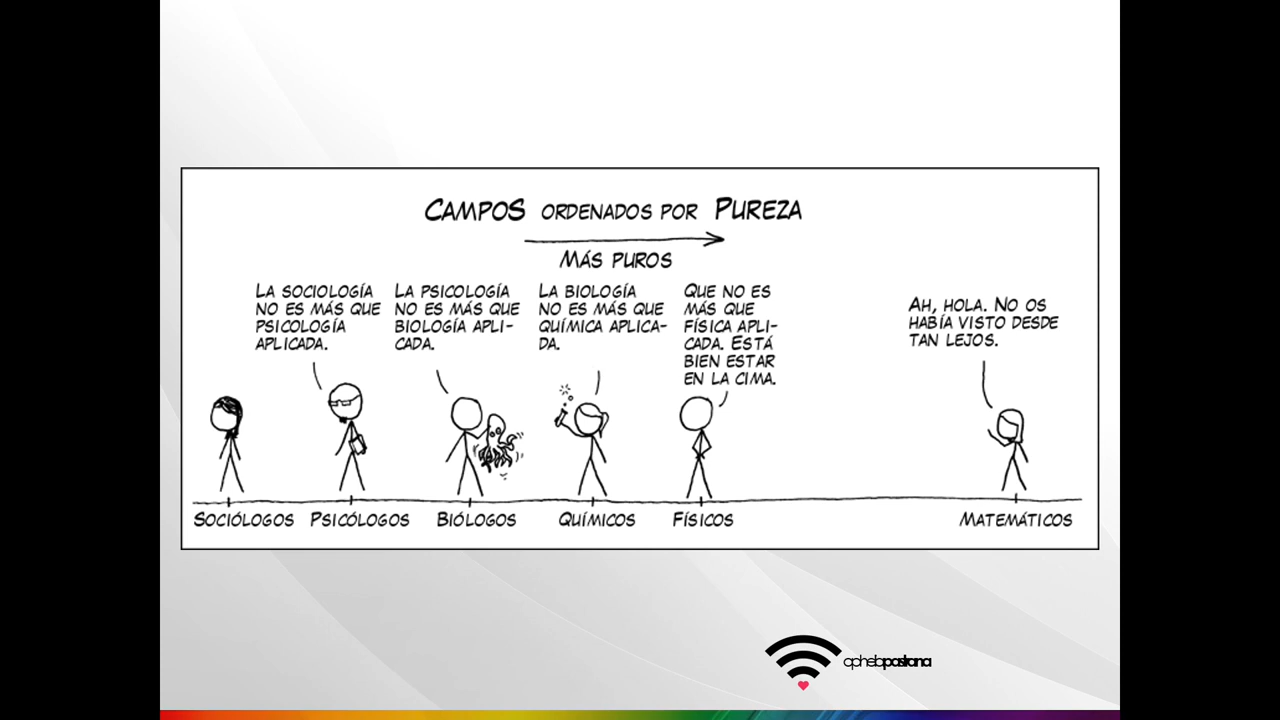 CAMPOS ORDENADOS POR PUREZA
MÁS PUROS
LA SOCIOLOGÍA
NO ES MÁS QUE
PSICOLOGÍA
APLICADA.
LA PSICOLOGÍA
NO ES MÁS QUE
BIOLOGÍA APLI-
CADA.
LA BIOLOGÍA
NO ES MÁS QUE
QUÍMICA APLICA-
DA.
QUE NO ES
MÁS QUE
FÍSICA APLI-
CADA. ESTÁ
BIEN ESTAR
EN LA CIMA.
AH, HOLA. NO OS
HABÍA VISTO DESDE
TAN LEJOS.
SOCIÓLOGOS
PSICÓLOGOS
BIÓLOGOS
QUÍMICOS
FÍSICOS
MATEMÁTICOS